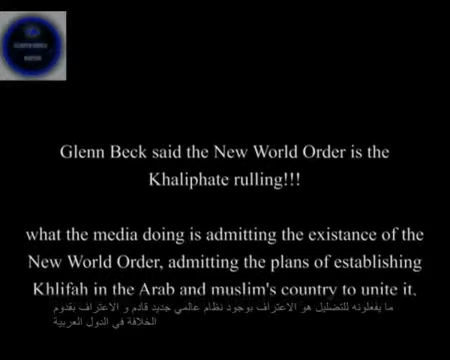 Glenn Beck said the New World Order is the
Khaliphate rulling!!!
what the media doing is admitting the existance of the
New World Order, admitting the plans of establishing
Khlifah in the Arab and muslim's country to unite it.
ما يفعلونه للتضليل هو الاعتراف بوجود نظام عالمي جديد قادم و الاعتراف بقدوم
الخلافة في الدول العربية